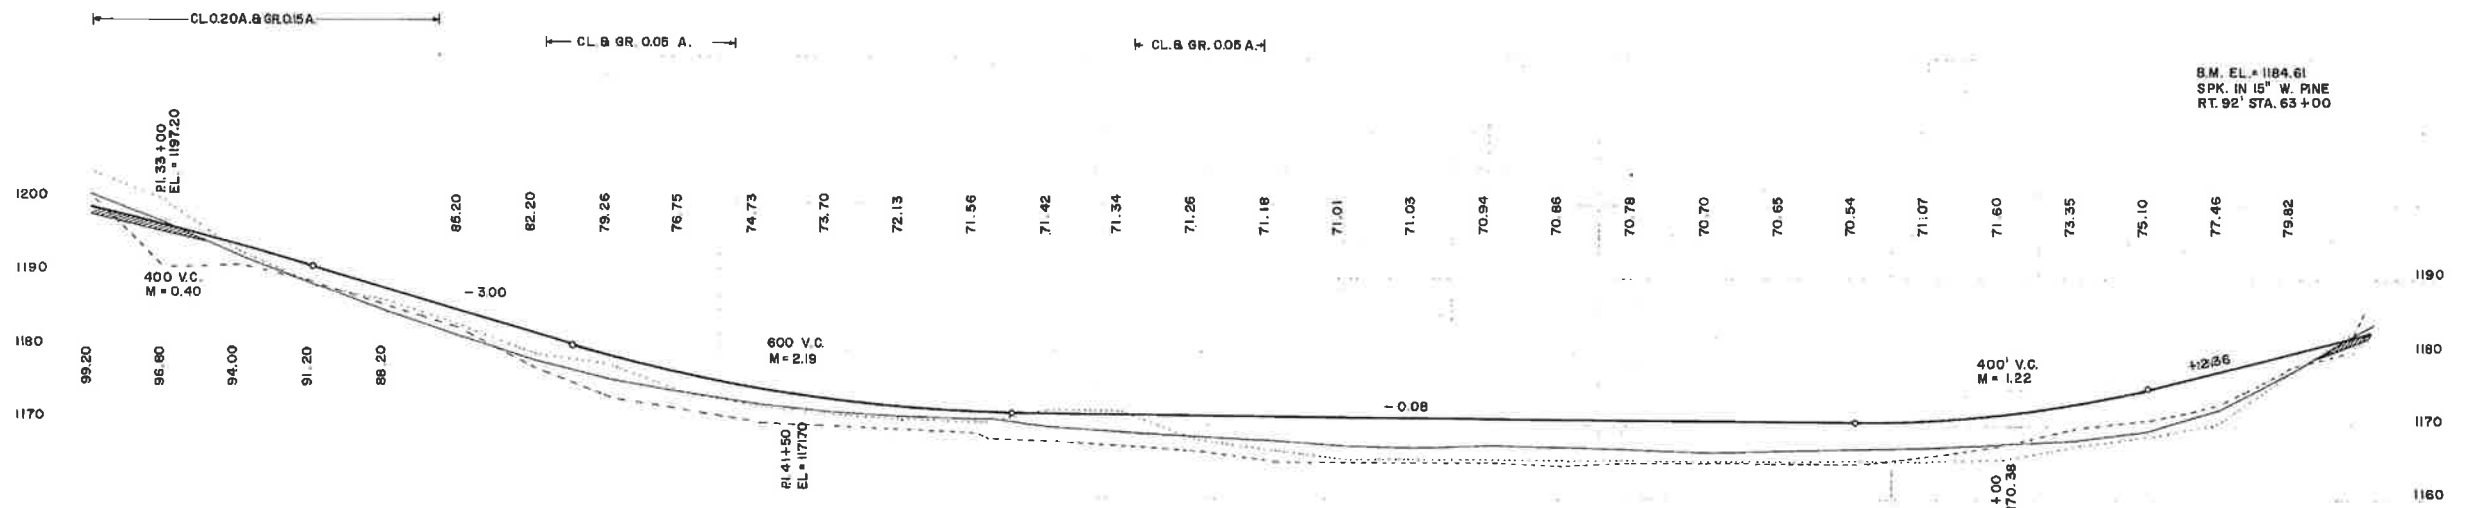 CL. 0.20 A. & GR. 0.15 A.
CL. & GR. 0.05 A.
CL. & GR. 0.05 A.
B.M. EL. = 1184.61
SPK. IN 15" W. PINE
RT. 92' STA. 63 + 00
P.I. 33 + 00
EL. = 1197.20
1200
85.20
82.20
79.26
76.75
74.73
73.70
72.13
71.56
71.42
71.34
71.26
71.18
71.01
71.03
70.94
70.86
70.78
70.70
70.65
70.54
71.07
71.60
73.35
75.10
77.46
79.82
1190
400 V.C.
M = 0.40
- 3.00
1190
1180
99.20
96.80
94.00
91.20
88.20
600 V.C.
M = 2.19
400' V.C.
M = 1.22
+2.36
1180
1170
- 0.08
1170
P.I. 41+50
EL = 1171.70
+00
70.38
1160